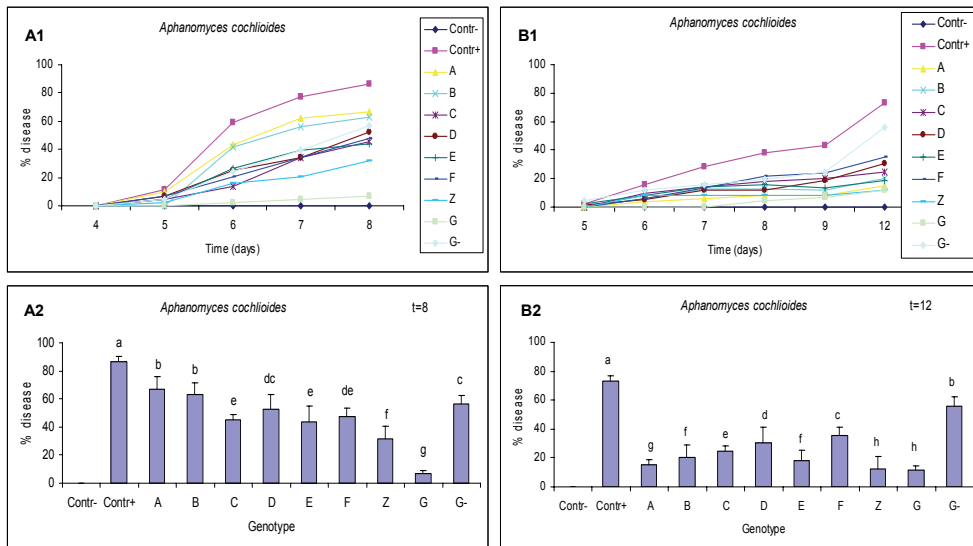 A1
Aphanomyces cochlioides
% disease
100
80
60
40
20
0
4 5 6 7 8
Time (days)
Contr-
Contr+
A
B
C
D
E
F
Z
G
G-
B1
Aphanomyces cochlioides
% disease
100
80
60
40
20
0
5 6 7 8 9 12
Time (days)
Contr-
Contr+
A
B
C
D
E
F
Z
G
G-
A2
Aphanomyces cochlioides
t=8
% disease
100
80
60
40
20
0
a b b e dc e de f g c
Contr- Contr+ A B C D E F Z G G-
Genotype
B2
Aphanomyces cochlioides
t=12
% disease
100
80
60
40
20
0
a g f e d f c h h b
Contr- Contr+ A B C D E F Z G G-
Genotype